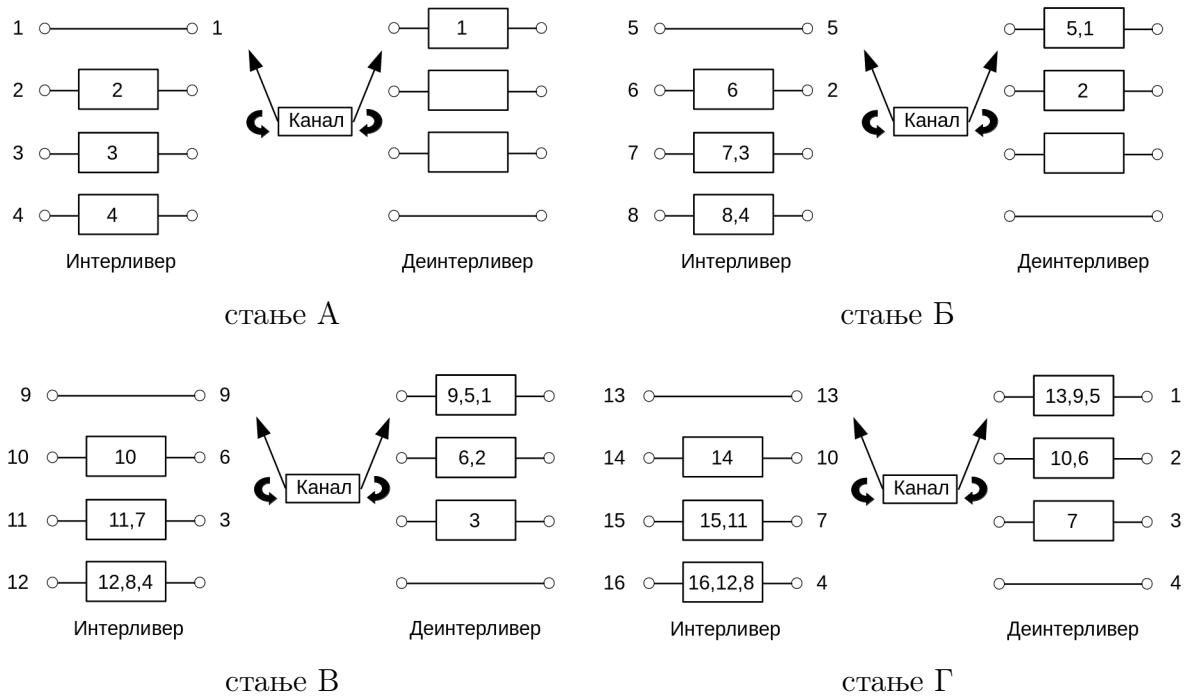 1 1 1
2 2
3 3
4 4
Канал
Интерливер Деинтерливер
стање А
5 5 5,1
6 6 2 2
7 7,3
8 8,4
Канал
Интерливер Деинтерливер
стање Б
9 9 9,5,1
10 10 6 6,2
11 11,7 3 3
12 12,8,4
Канал
Интерливер Деинтерливер
стање В
13 13 13,9,5 1
14 14 10 10,6 2
15 15,11 7 7 3
16 16,12,8 4 4
Канал
Интерливер Деинтерливер
стање Г